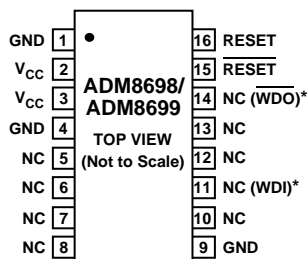 GND 1
VCC 2
VCC 3
GND 4
NC 5
NC 6
NC 7
NC 8
ADM8698/
ADM8699
TOP VIEW
(Not to Scale)
16 RESET
15 R̅E̅S̅E̅T̅
14 NC (W̅D̅O̅)*
13 NC
12 NC
11 NC (WDI)*
10 NC
9 GND